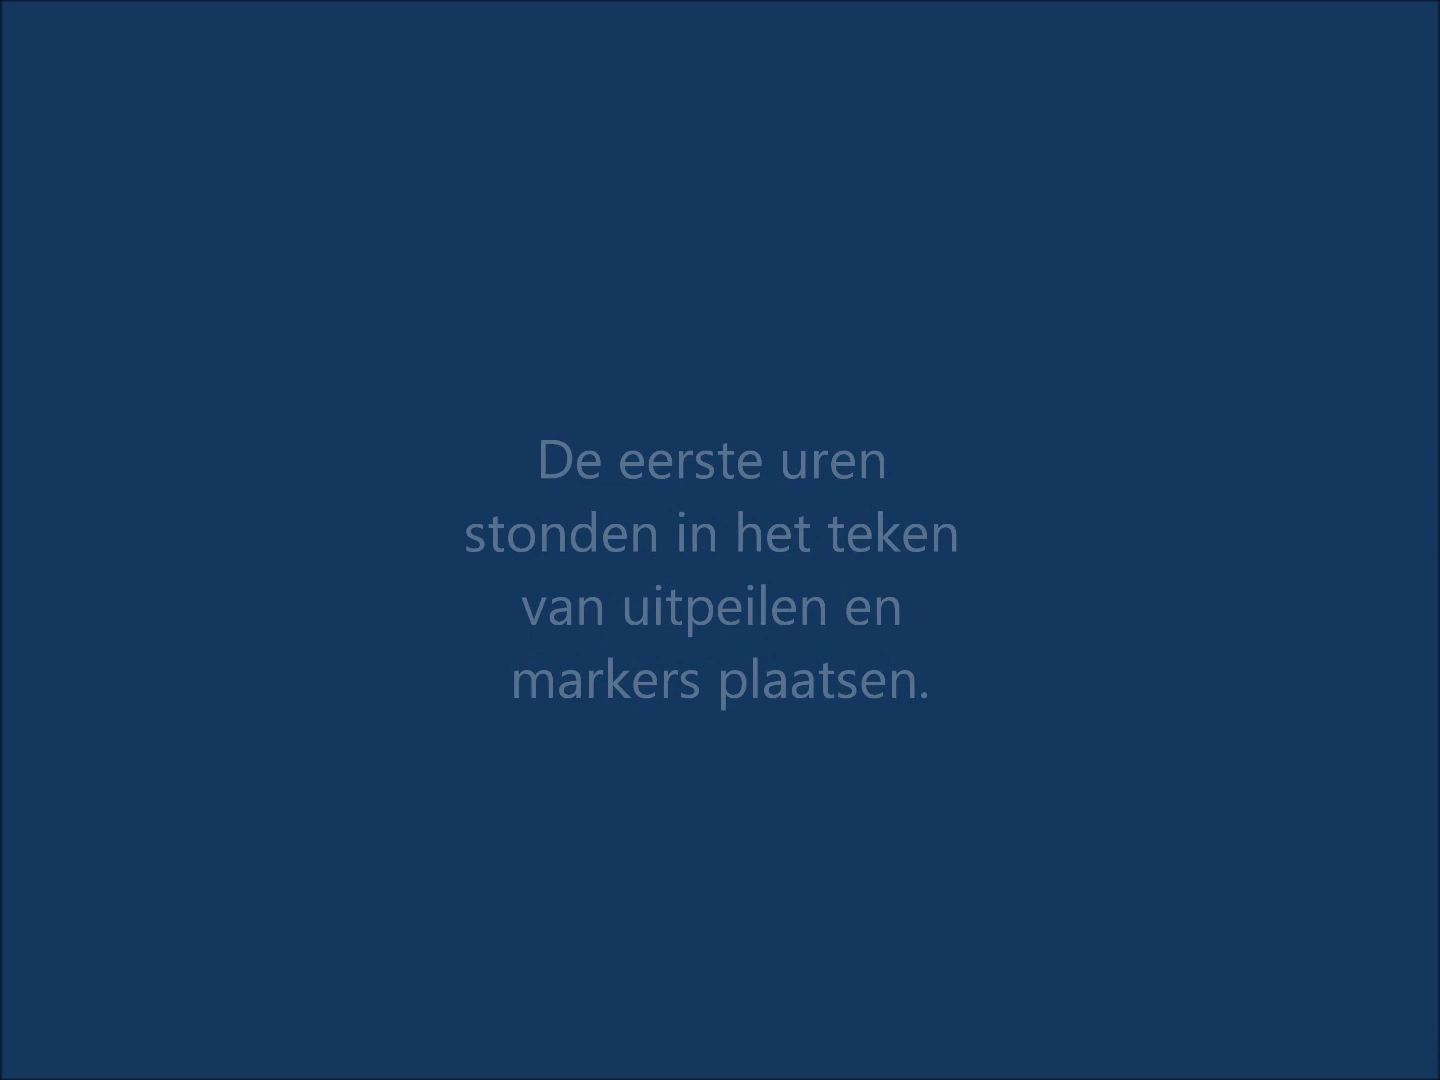 De eerste uren
stonden in het teken
van uitpeilen en
markers plaatsen.